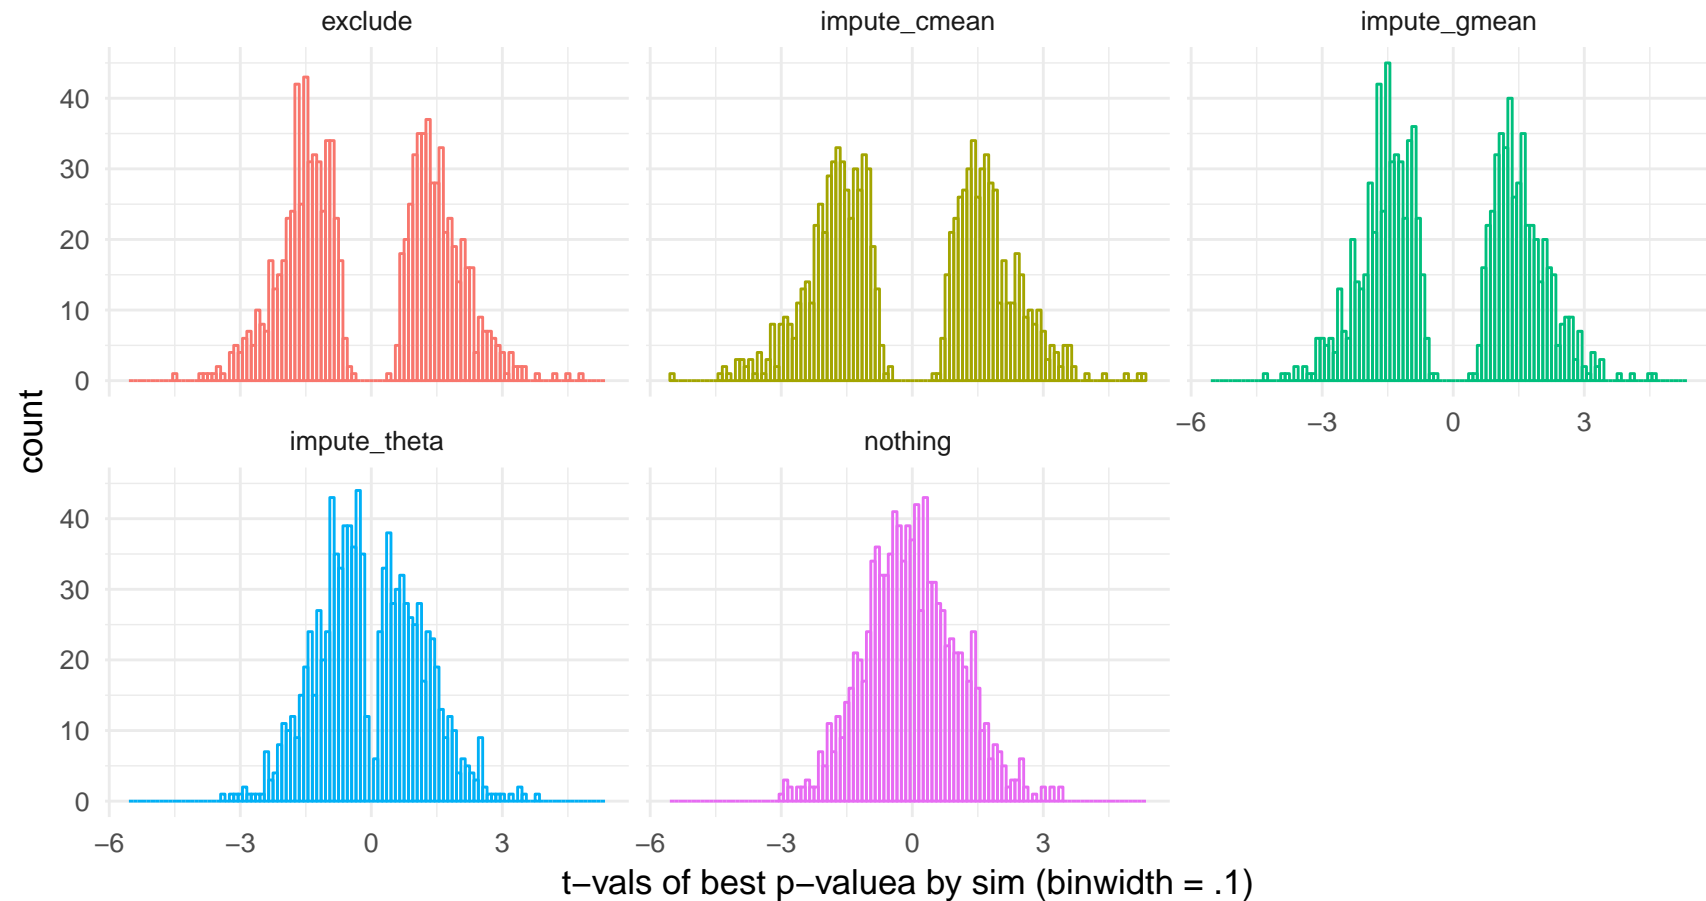 exclude impute_cmean impute_gmean
40
30
20
10
0
−6 −3 0 3
count
impute_theta nothing
40
30
20
10
0
−6 −3 0 3 −6 −3 0 3
t−vals of best p−valuea by sim (binwidth = .1)